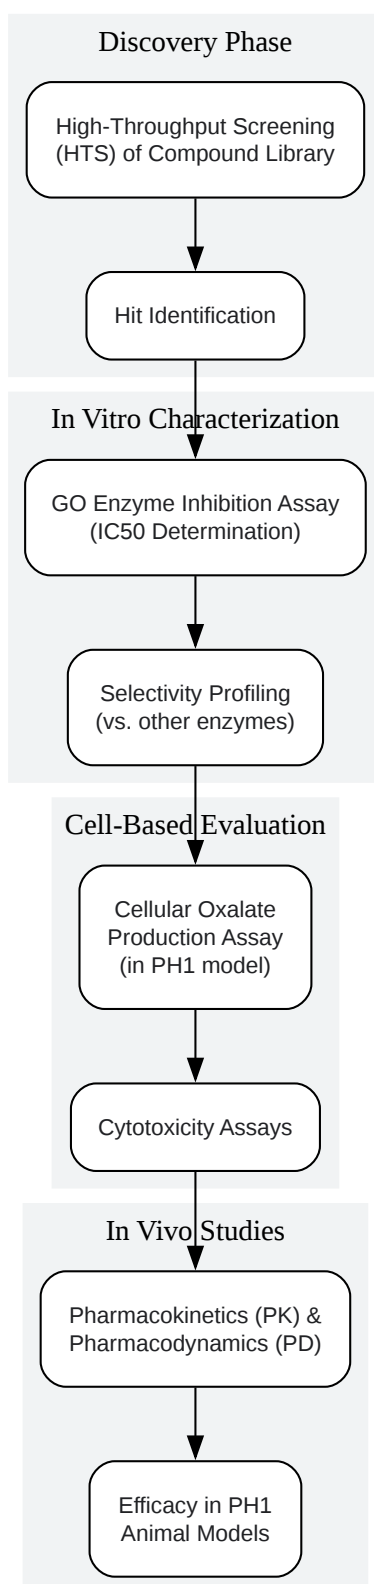 Discovery Phase
High-Throughput Screening
(HTS) of Compound Library
Hit Identification
In Vitro Characterization
GO Enzyme Inhibition Assay
(IC50 Determination)
Selectivity Profiling
(vs. other enzymes)
Cell-Based Evaluation
Cellular Oxalate
Production Assay
(in PH1 model)
Cytotoxicity Assays
In Vivo Studies
Pharmacokinetics (PK) &
Pharmacodynamics (PD)
Efficacy in PH1
Animal Models